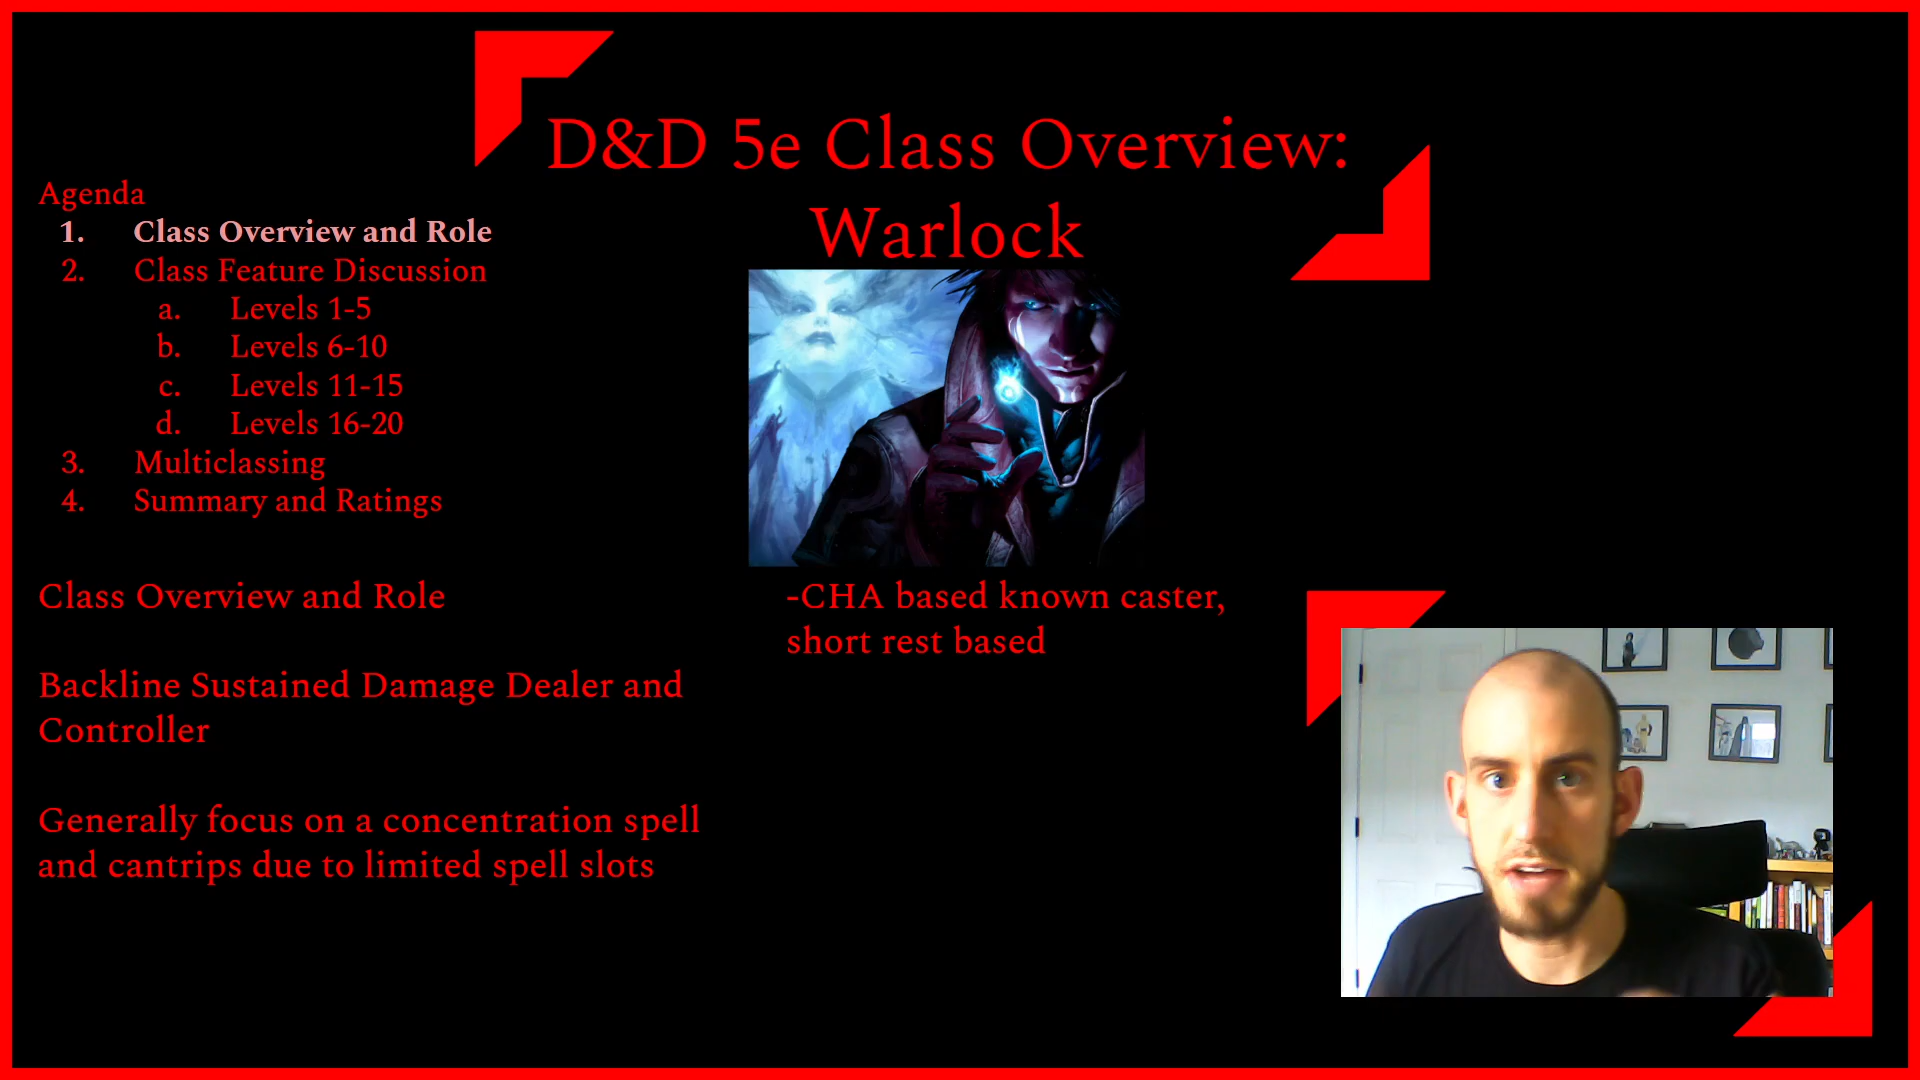 D&D 5e Class Overview:
Warlock
Agenda
1. Class Overview and Role
2. Class Feature Discussion
a. Levels 1-5
b. Levels 6-10
c. Levels 11-15
d. Levels 16-20
3. Multiclassing
4. Summary and Ratings
Class Overview and Role
Backline Sustained Damage Dealer and
Controller
Generally focus on a concentration spell
and cantrips due to limited spell slots
-CHA based known caster,
short rest based